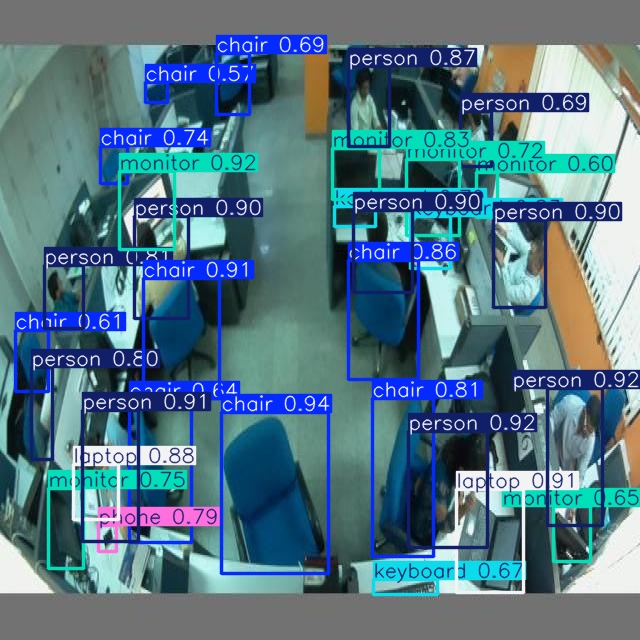 chair 0.69
person 0.87
chair 0.57
person 0.69
chair 0.74
monitor 0.83
monitor 0.72
monitor 0.92
monitor 0.60
person 0.90
person 0.90
person 0.90
person 0.81
chair 0.86
chair 0.91
chair 0.61
person 0.80
person 0.92
chair 0.64
chair 0.81
person 0.91
chair 0.94
person 0.92
laptop 0.88
monitor 0.75
laptop 0.91
monitor 0.65
phone 0.79
keyboard 0.67